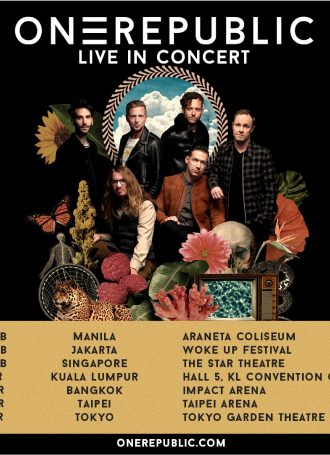 ONEREPUBLIC
LIVE IN CONCERT
B MANILA ARANETA COLISEUM
B JAKARTA WOKE UP FESTIVAL
B SINGAPORE THE STAR THEATRE
R KUALA LUMPUR HALL 5, KL CONVENTION C
R BANGKOK IMPACT ARENA
R TAIPEI TAIPEI ARENA
R TOKYO TOKYO GARDEN THEATRE
ONEREPUBLIC.COM